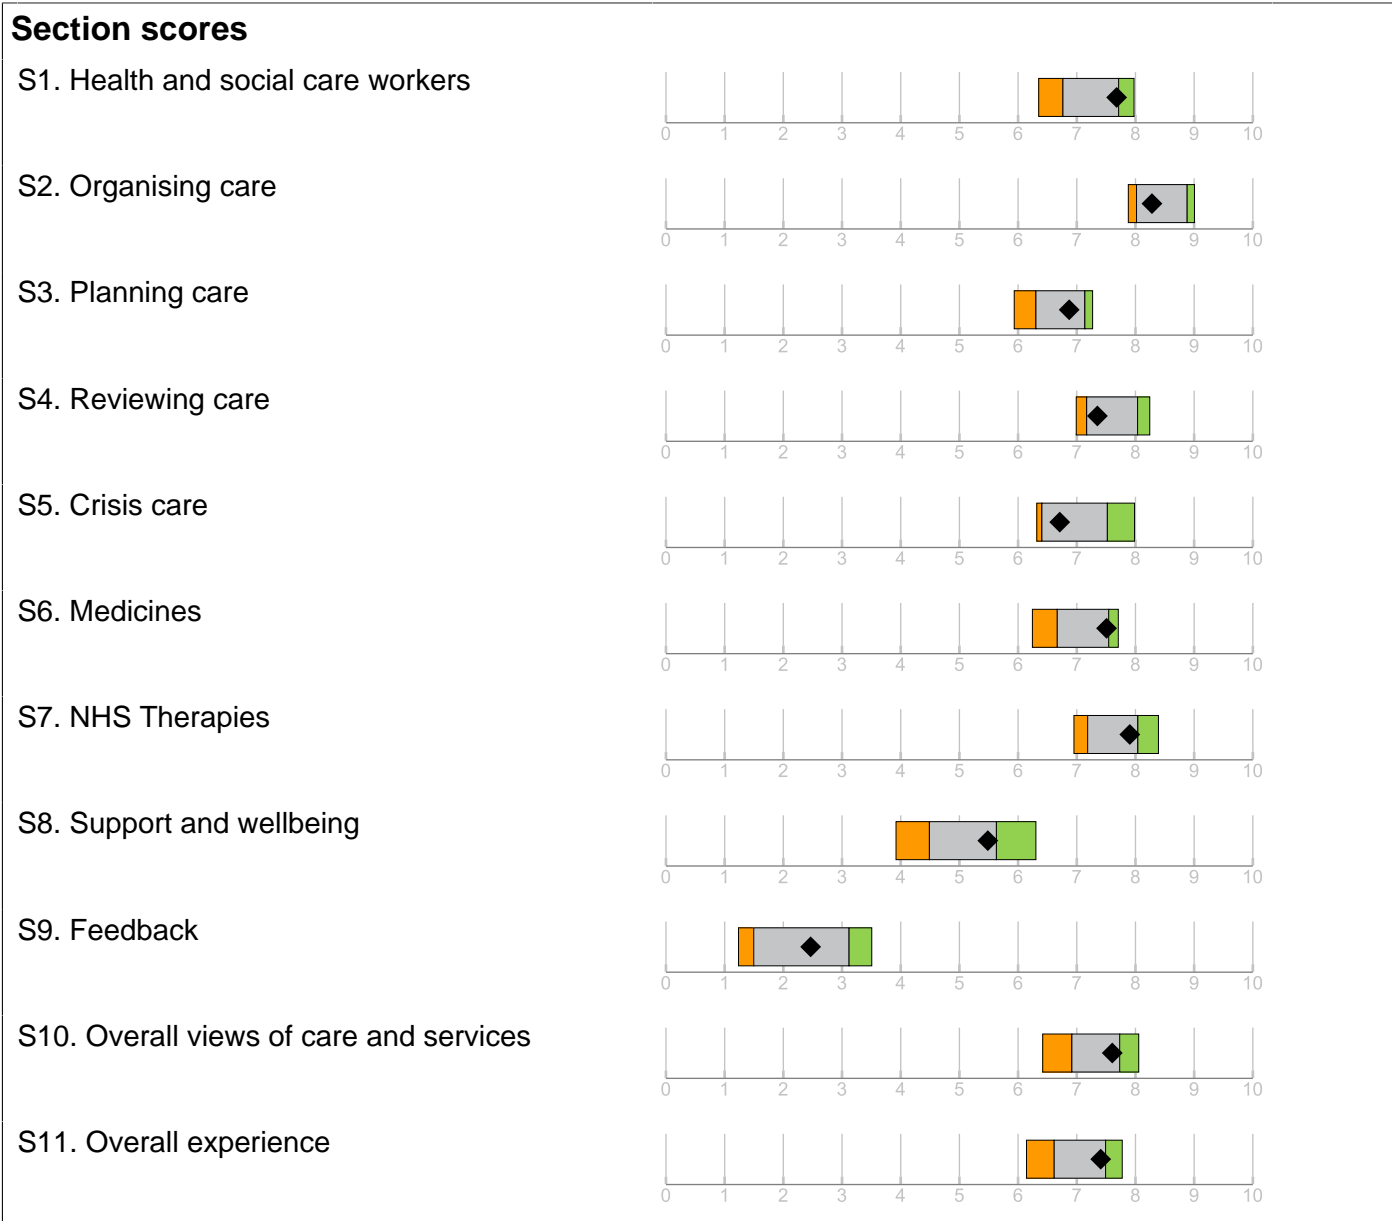 Section scores
S1. Health and social care workers
0 1 2 3 4 5 6 7 8 9 10
S2. Organising care
0 1 2 3 4 5 6 7 8 9 10
S3. Planning care
0 1 2 3 4 5 6 7 8 9 10
S4. Reviewing care
0 1 2 3 4 5 6 7 8 9 10
S5. Crisis care
0 1 2 3 4 5 6 7 8 9 10
S6. Medicines
0 1 2 3 4 5 6 7 8 9 10
S7. NHS Therapies
0 1 2 3 4 5 6 7 8 9 10
S8. Support and wellbeing
0 1 2 3 4 5 6 7 8 9 10
S9. Feedback
0 1 2 3 4 5 6 7 8 9 10
S10. Overall views of care and services
0 1 2 3 4 5 6 7 8 9 10
S11. Overall experience
0 1 2 3 4 5 6 7 8 9 10